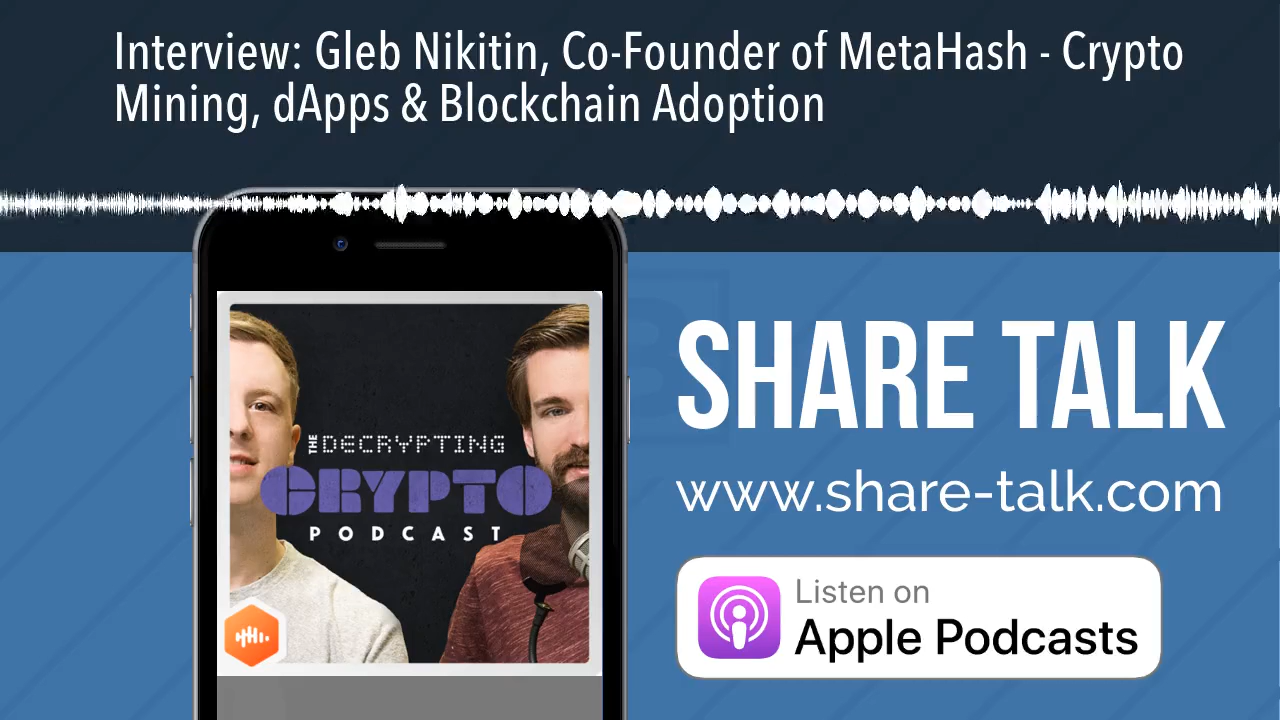 Interview: Gleb Nikitin, Co-Founder of MetaHash - Crypto
Mining, dApps & Blockchain Adoption
THE DECRYPTING
CRYPTO
PODCAST
SHARE TALK
www.share-talk.com
Listen on
Apple Podcasts